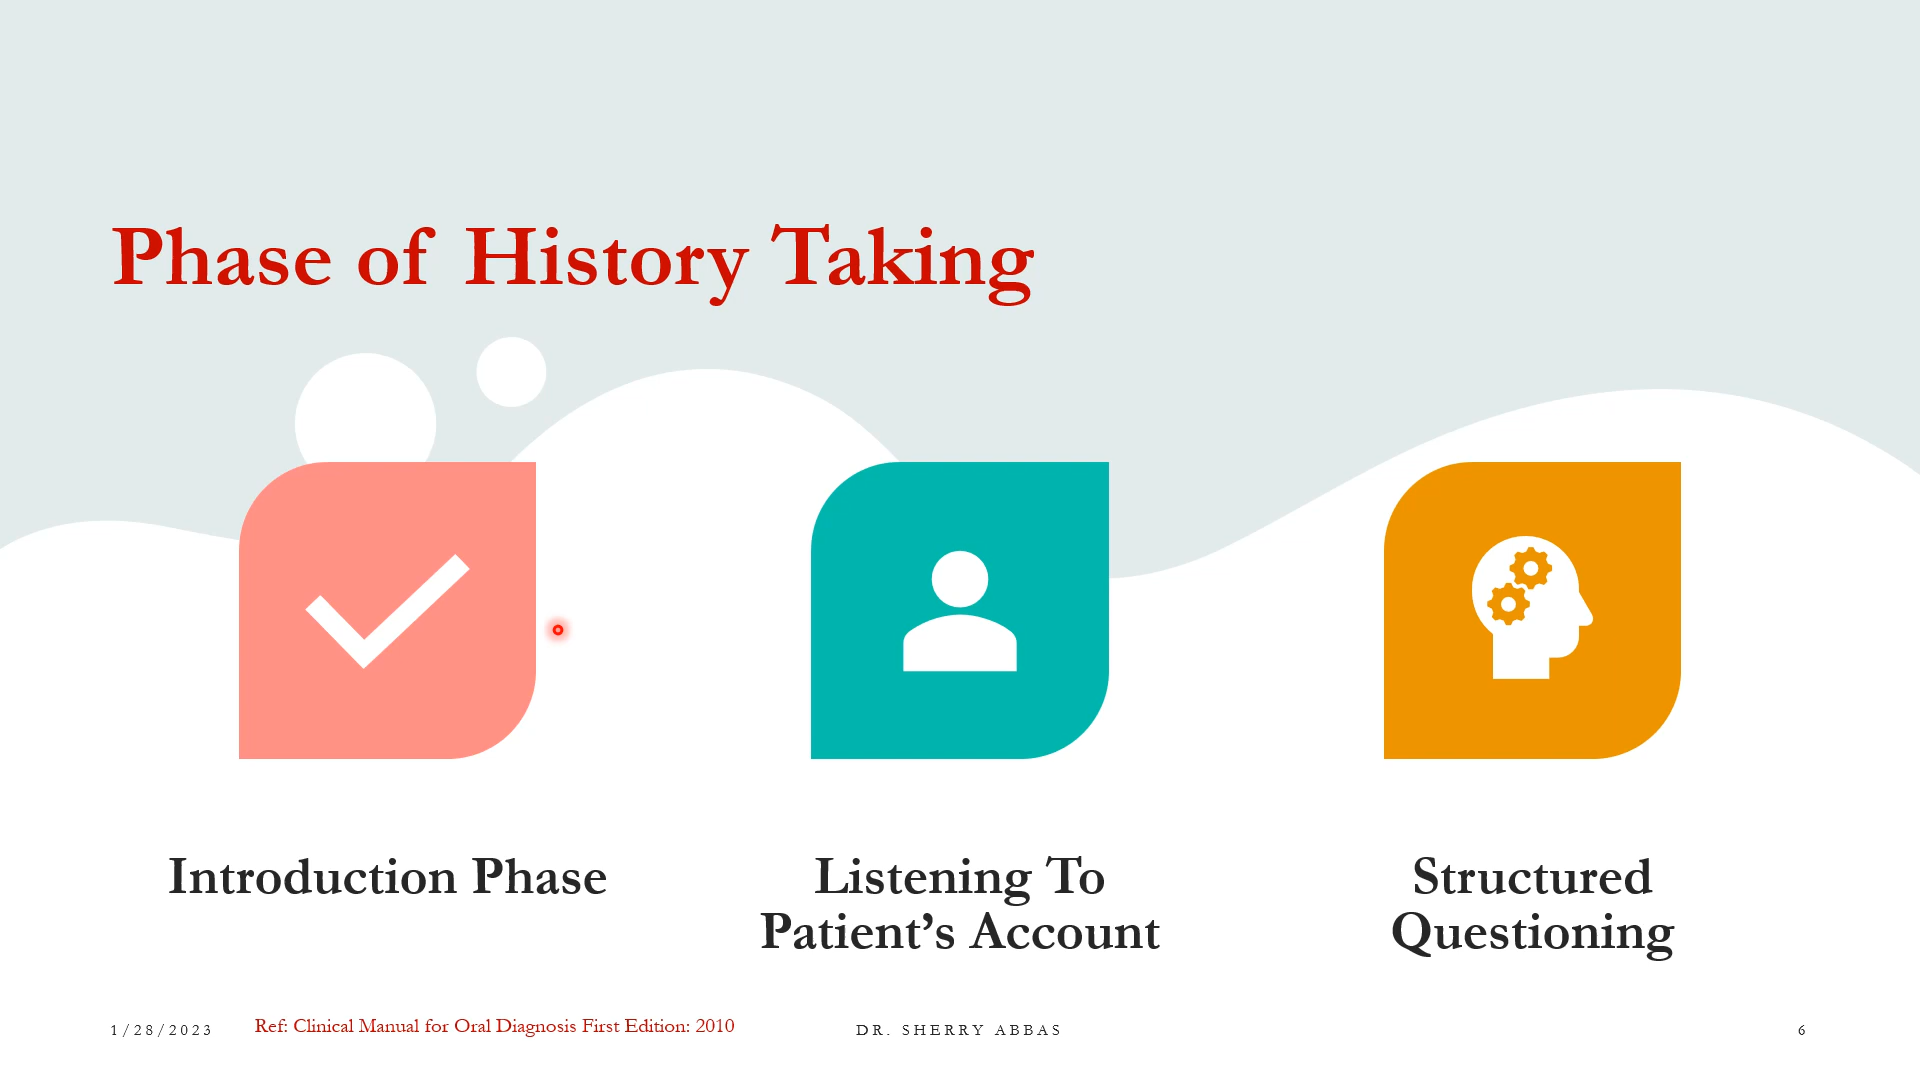 Phase of History Taking
Introduction Phase
Listening To
Patient’s Account
Structured
Questioning
1/28/2023
Ref: Clinical Manual for Oral Diagnosis First Edition: 2010
DR. SHERRY ABBAS
6